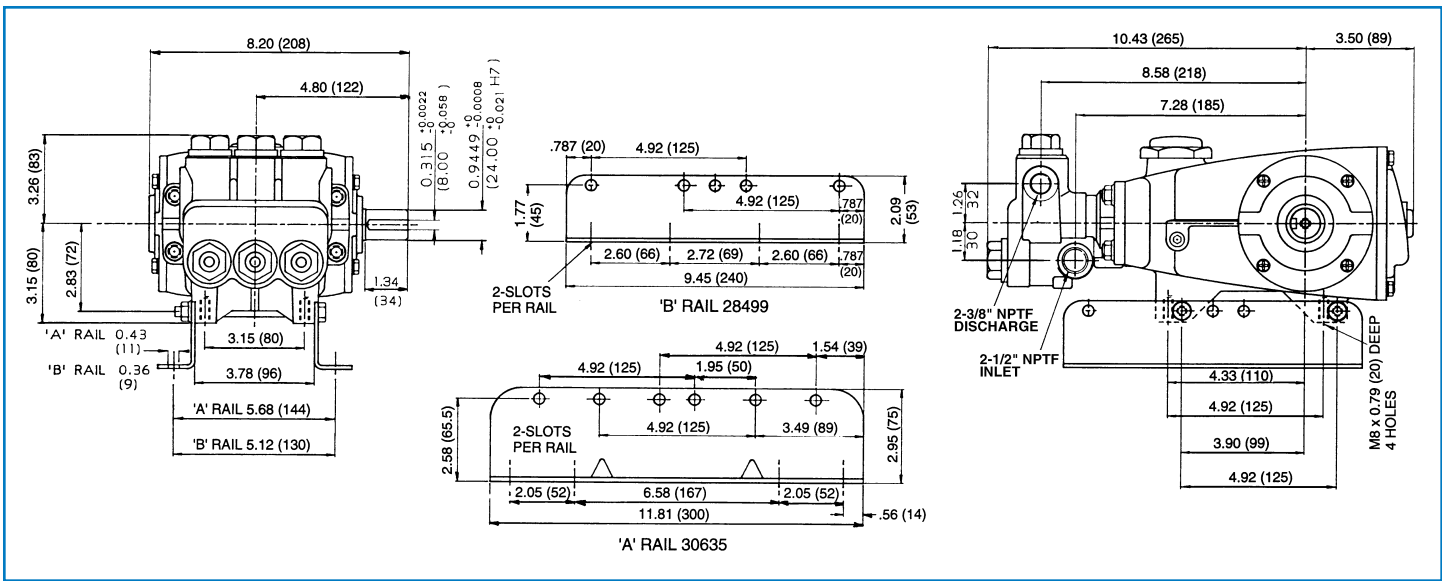 8.20 (208)
4.80 (122)
3.26 (83)
3.15 (80)
2.83 (72)
0.315 +0.0022 -0
(8.00 +0.058 -0 )
0.9449 +0 -0.0008
(24.00 +0 -0.021 H7)
1.34
(34)
'A' RAIL 0.43
(11)
'B' RAIL 0.36
(9)
3.15 (80)
3.78 (96)
'A' RAIL 5.68 (144)
'B' RAIL 5.12 (130)
.787 (20)
4.92 (125)
4.92 (125)
.787
(20)
1.77
(45)
2.09
(53)
2.60 (66)
2.72 (69)
2.60 (66)
.787
(20)
9.45 (240)
2-SLOTS
PER RAIL
'B' RAIL 28499
4.92 (125)
1.54 (39)
4.92 (125)
1.95 (50)
2-SLOTS
PER RAIL
4.92 (125)
3.49 (89)
2.58 (65.5)
2.95 (75)
2.05 (52)
6.58 (167)
2.05 (52)
.56 (14)
11.81 (300)
'A' RAIL 30635
10.43 (265)
3.50 (89)
8.58 (218)
7.28 (185)
1.26
32
1.18
30
2-3/8" NPTF
DISCHARGE
2-1/2" NPTF
INLET
4.33 (110)
4.92 (125)
3.90 (99)
4.92 (125)
M8 x 0.79 (20) DEEP
4 HOLES